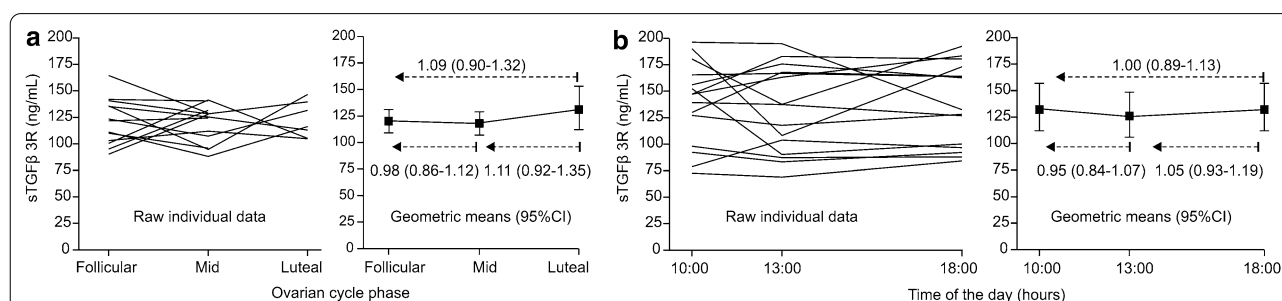 a
200
175
150
125
100
75
50
25
0
sTGFβ 3R (ng/mL)
Raw individual data
Follicular Mid Luteal
200
175
150
125
100
75
50
25
0
1.09 (0.90-1.32)
0.98 (0.86-1.12) 1.11 (0.92-1.35)
Geometric means (95%CI)
Follicular Mid Luteal
Ovarian cycle phase
b
200
175
150
125
100
75
50
25
0
sTGFβ 3R (ng/mL)
Raw individual data
10:00 13:00 18:00
200
175
150
125
100
75
50
25
0
1.00 (0.89-1.13)
0.95 (0.84-1.07) 1.05 (0.93-1.19)
Geometric means (95%CI)
10:00 13:00 18:00
Time of the day (hours)